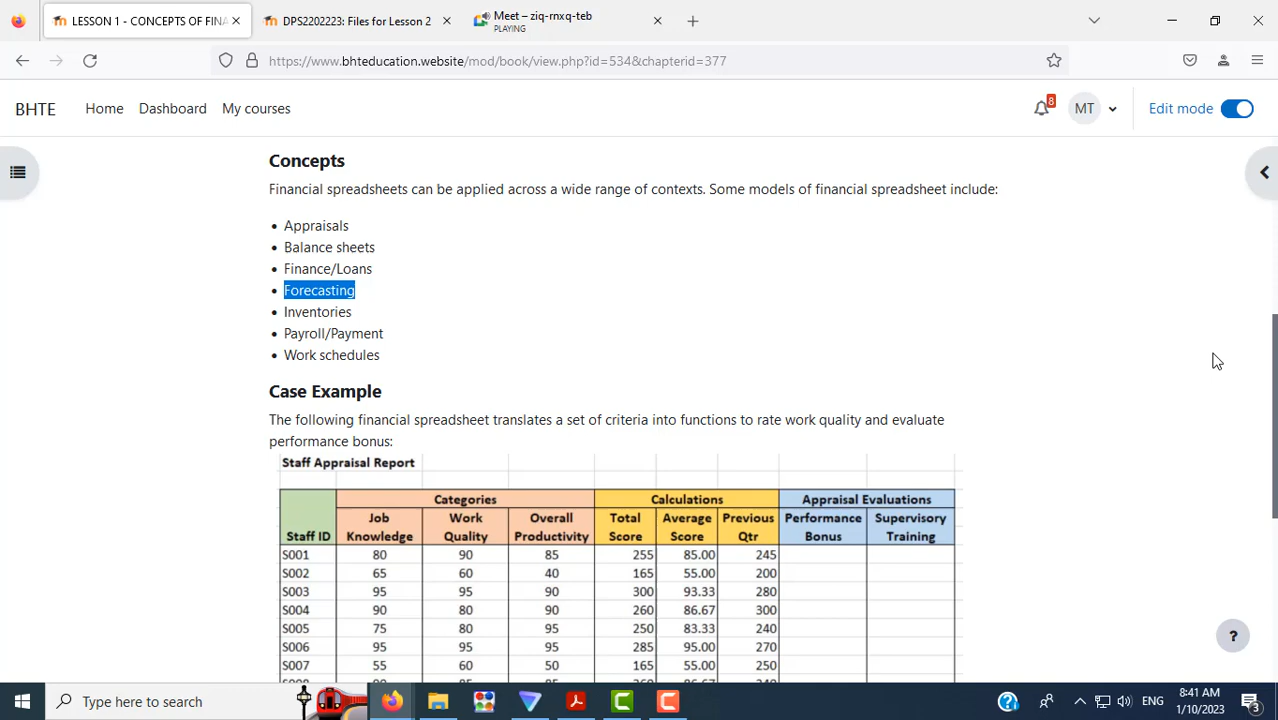 LESSON 1 - CONCEPTS OF FINA
DPS2202223: Files for Lesson 2
Meet – ziq-rnxq-teb
PLAYING
https://www.bhteducation.website/mod/book/view.php?id=534&chapterid=377
BHTE
Home
Dashboard
My courses
8
MT
Edit mode
Concepts
Financial spreadsheets can be applied across a wide range of contexts. Some models of financial spreadsheet include:
• Appraisals
• Balance sheets
• Finance/Loans
• Forecasting
• Inventories
• Payroll/Payment
• Work schedules
Case Example
The following financial spreadsheet translates a set of criteria into functions to rate work quality and evaluate
performance bonus:
Staff Appraisal Report
Categories Calculations Appraisal Evaluations
Job Work Overall Total Average Previous Performance Supervisory
Staff ID Knowledge Quality Productivity Score Score Qtr Bonus Training
S001 80 90 85 255 85.00 245
S002 65 60 40 165 55.00 200
S003 95 95 90 300 93.33 280
S004 90 80 90 260 86.67 300
S005 75 80 95 250 83.33 240
S006 95 95 95 285 95.00 270
S007 55 60 50 165 55.00 250
?
Type here to search
ENG
8:41 AM
1/10/2023
3